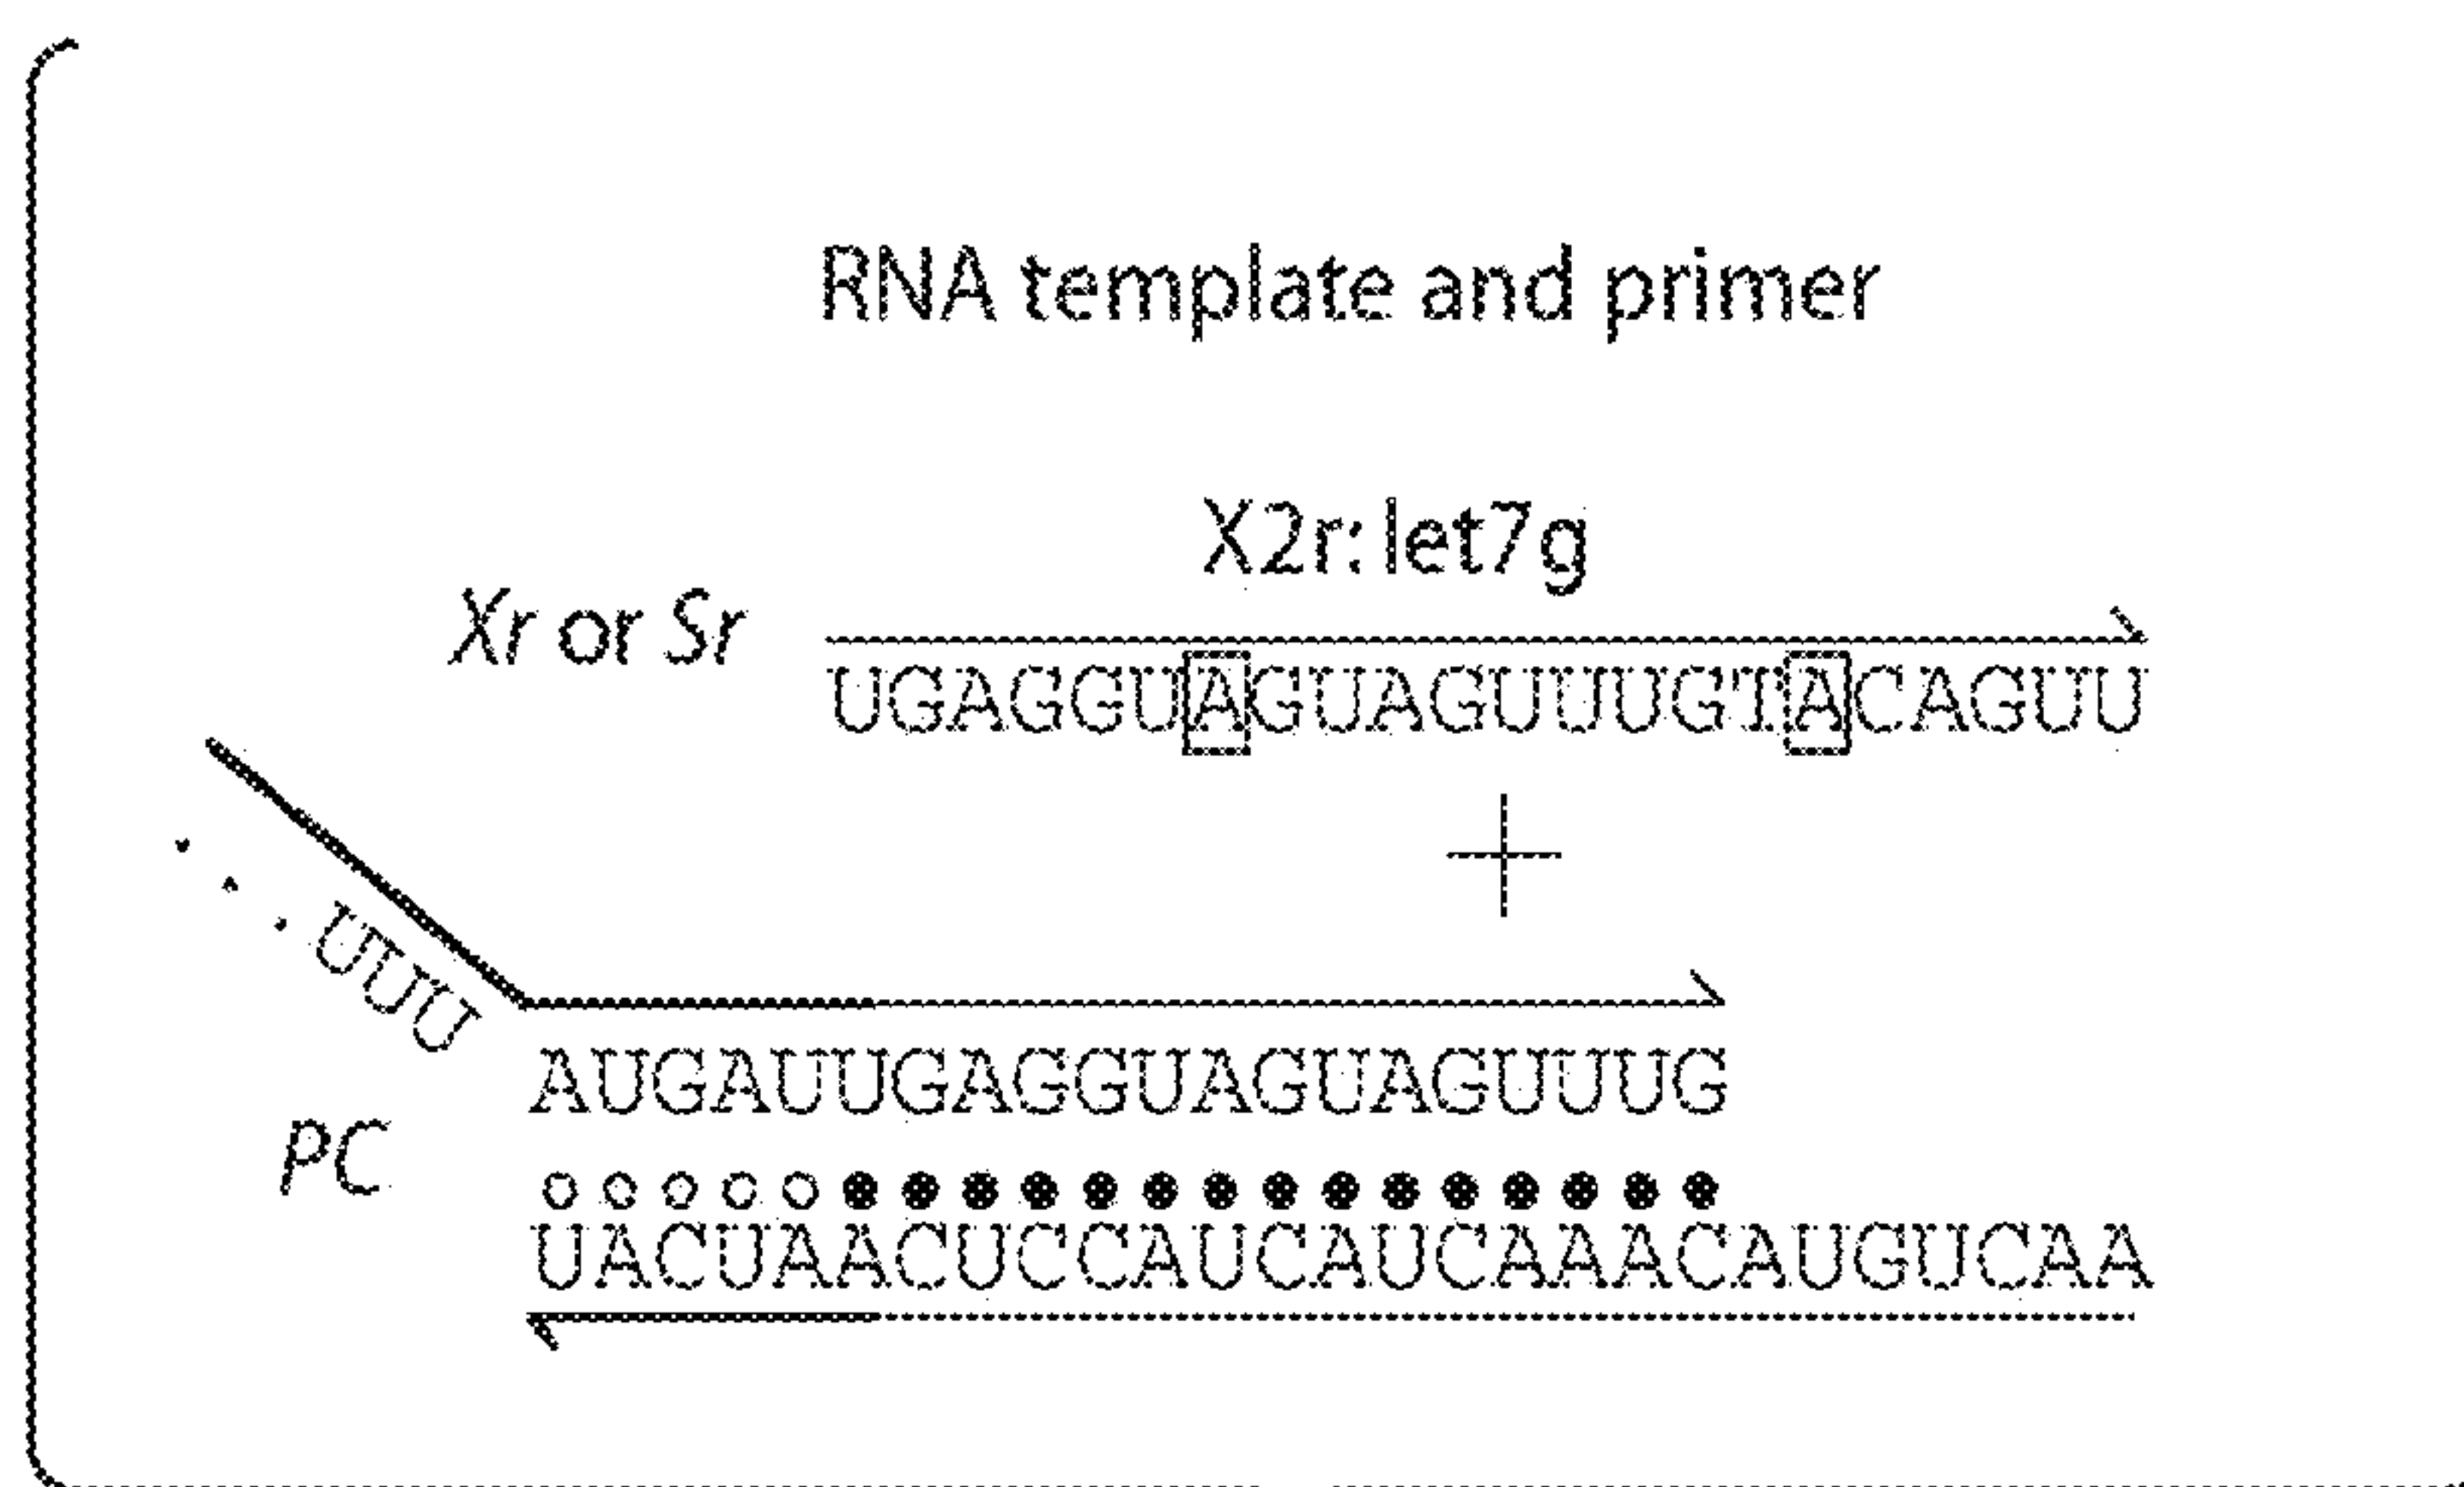 RNA template and primer
X2r: let7g
Xr or Sr
UGAGGUAGUAGUUUGTACAGUU
...UUU
AUGAUUGAGGUAGUAGUUUG
PC
UACUAACUCCAUCAUCAAACAUGUCAA